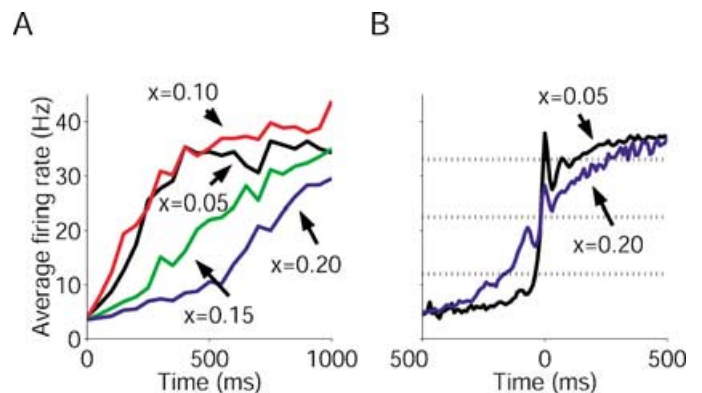 A
Average firing rate (Hz)
40
30
20
10
0
x=0.10
x=0.05
x=0.15
x=0.20
0 500 1000
Time (ms)
B
x=0.05
x=0.20
500 0 500
Time (ms)